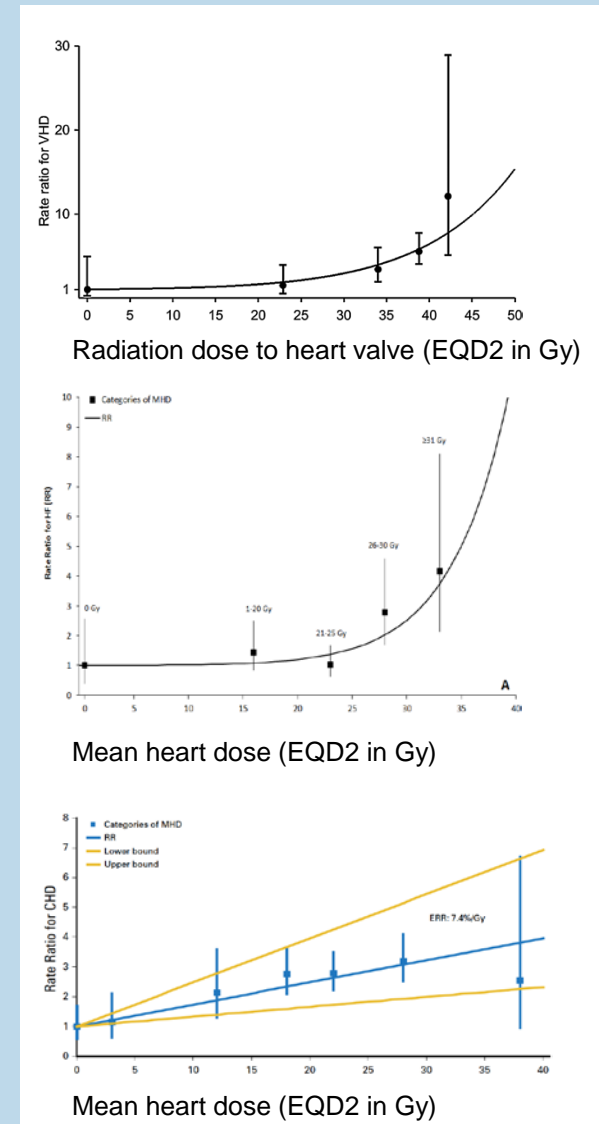 30
20
10
1
Rate ratio for VHD
0 5 10 15 20 25 30 35 40 45 50
Radiation dose to heart valve (EQD2 in Gy)
10
9
8
7
6
5
4
3
2
1
0
Rate Ratio for HF (RR)
Categories of MHD
RR
≥31 Gy
26-30 Gy
0 Gy
1-20 Gy
21-25 Gy
A
0 5 10 15 20 25 30 35 40
Mean heart dose (EQD2 in Gy)
8
7
6
5
4
3
2
1
0
Rate Ratio for CHD
Categories of MHD
RR
Lower bound
Upper bound
ERR: 7.4%/Gy
0 5 10 15 20 25 30 35 40
Mean heart dose (EQD2 in Gy)